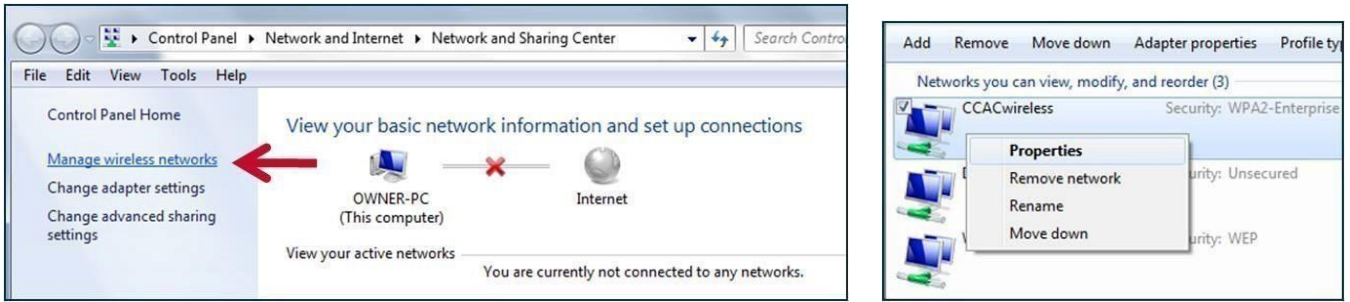 Control Panel Network and Internet Network and Sharing Center Search Contro
File Edit View Tools Help
Control Panel Home
Manage wireless networks
Change adapter settings
Change advanced sharing
settings
View your basic network information and set up connections
OWNER-PC
(This computer)
Internet
View your active networks
You are currently not connected to any networks.
Add Remove Move down Adapter properties Profile ty
Networks you can view, modify, and reorder (3)
CCACwireless Security: WPA2-Enterprise
Properties
Remove network
Rename
Move down
urity: Unsecured
urity: WEP